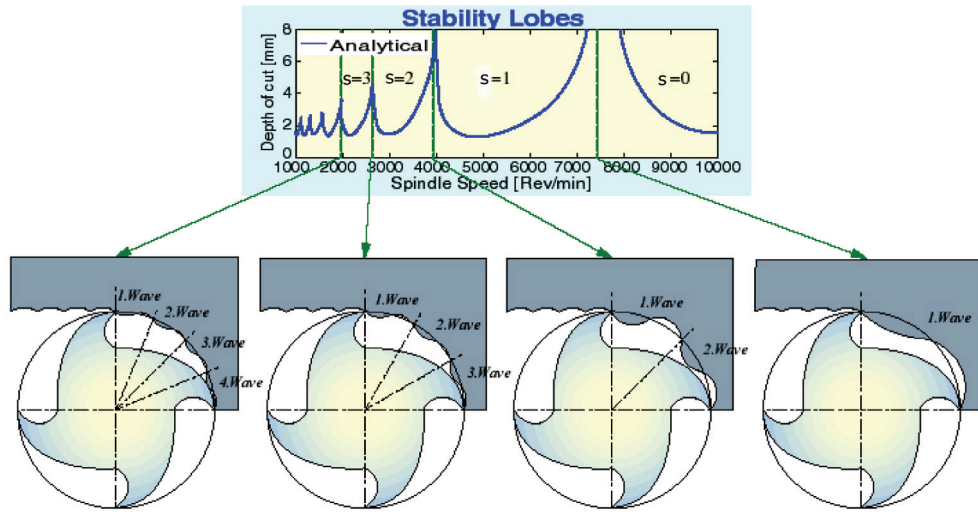 Stability Lobes
Depth of cut [mm]
8
6
4
2
0
Analytical
s=3
s=2
s=1
s=0
1000 2000 3000 4000 5000 6000 7000 8000 9000 10000
Spindle Speed [Rev/min]
1.Wave
2.Wave
3.Wave
4.Wave
1.Wave
2.Wave
3.Wave
1.Wave
2.Wave
1.Wave